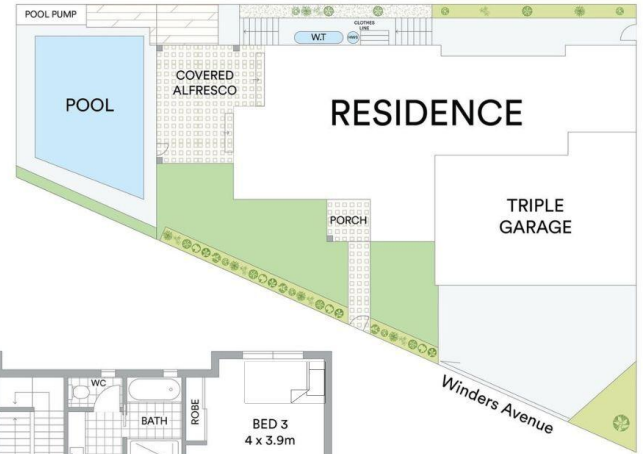 POOL PUMP
CLOTHES
LINE
W.T
HWS
COVERED
ALFRESCO
POOL
RESIDENCE
PORCH
TRIPLE
GARAGE
Winders Avenue
WC
BATH
ROBE
BED 3
4 x 3.9m